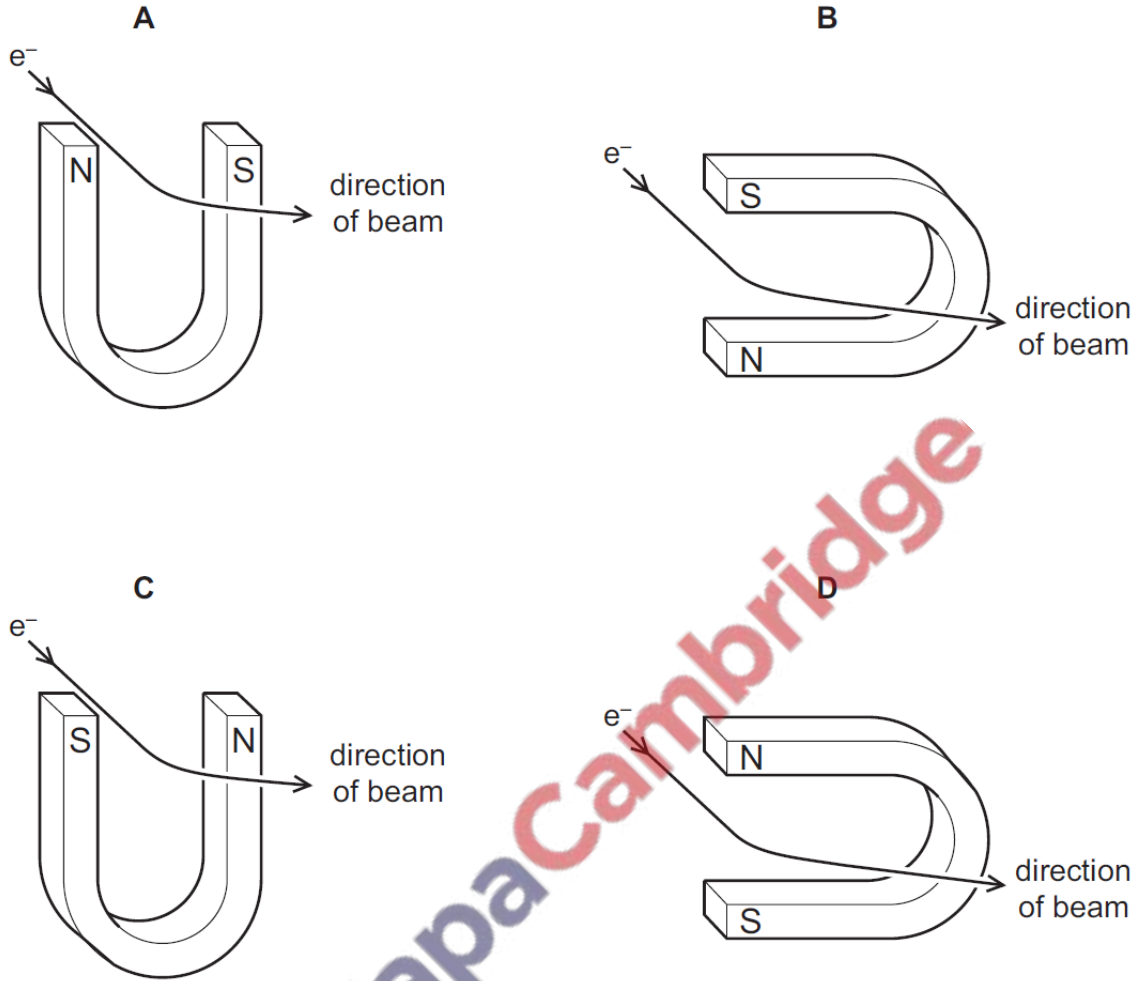 A
e⁻
N
S
direction
of beam
B
e⁻
S
N
direction
of beam
C
e⁻
S
N
direction
of beam
D
e⁻
N
S
direction
of beam
apaCambridge